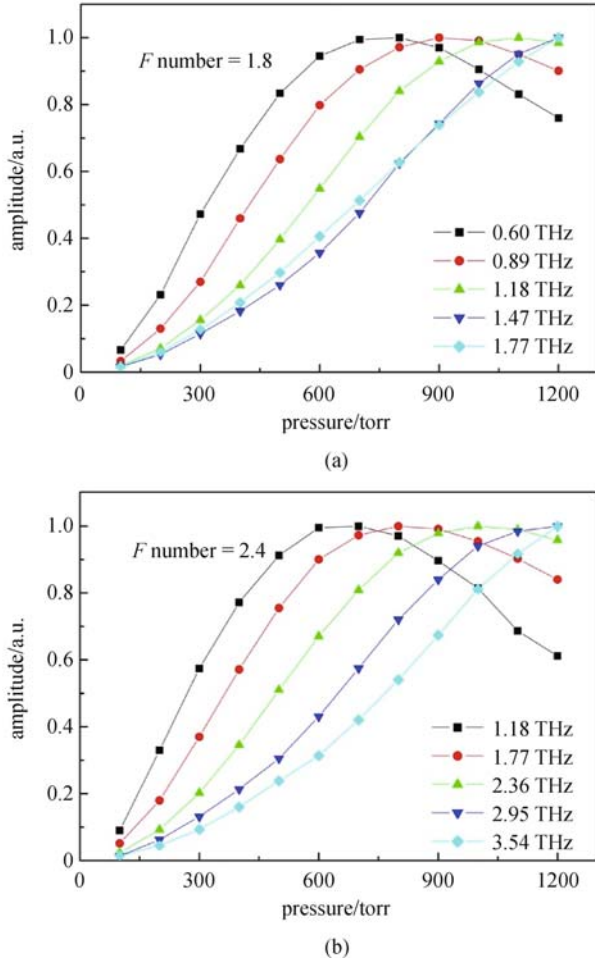 F number = 1.8
amplitude/a.u.
1.0
0.8
0.6
0.4
0.2
0
0.60 THz
0.89 THz
1.18 THz
1.47 THz
1.77 THz
0 300 600 900 1200
pressure/torr
(a)
F number = 2.4
amplitude/a.u.
1.0
0.8
0.6
0.4
0.2
0
1.18 THz
1.77 THz
2.36 THz
2.95 THz
3.54 THz
0 300 600 900 1200
pressure/torr
(b)